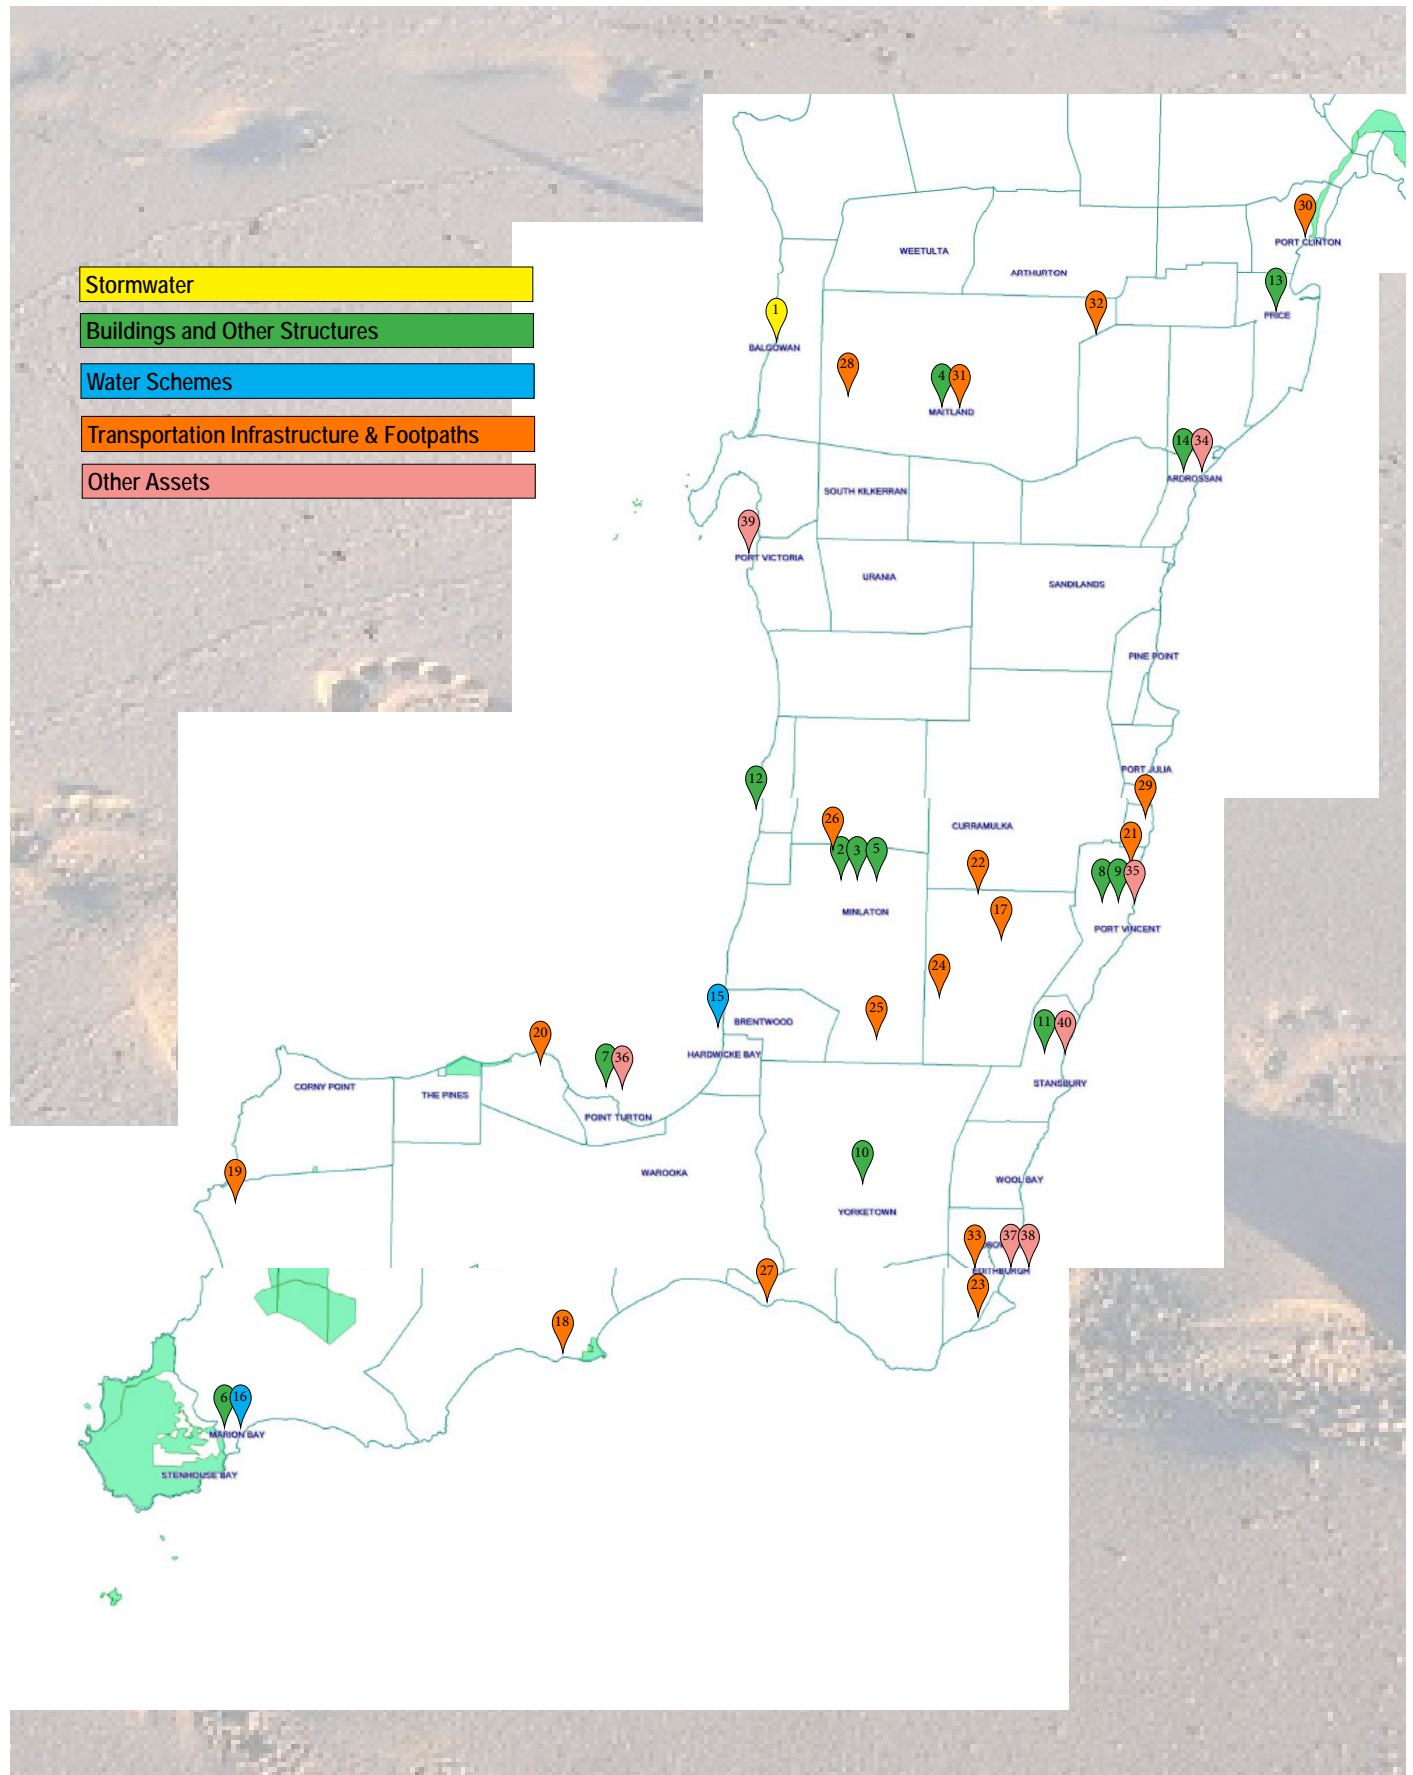 30
PORT CLINTON
WEETULTA
ARTHURTON
Stormwater
13
PRICE
32
1
Buildings and Other Structures
BALGOWAN
28
4
31
Water Schemes
MAITLAND
Transportation Infrastructure & Footpaths
14
34
Other Assets
ARDROSSAN
SOUTH KILKERRAN
39
PORT VICTORIA
URANIA
SANDILANDS
PINE POINT
PORT JULIA
12
29
26
CURRAMULKA
21
2
3
5
22
8
9
35
MINLATON
17
PORT VINCENT
24
15
25
BRENTWOOD
11
40
20
HARDWICKE BAY
7
36
STANSBURY
CORNY POINT
THE PINES
POINT TURTON
10
19
WAROOKA
WOOL BAY
YORKETOWN
33
37
38
EDITHBURGH
27
23
18
6
16
MARION BAY
STENHOUSE BAY